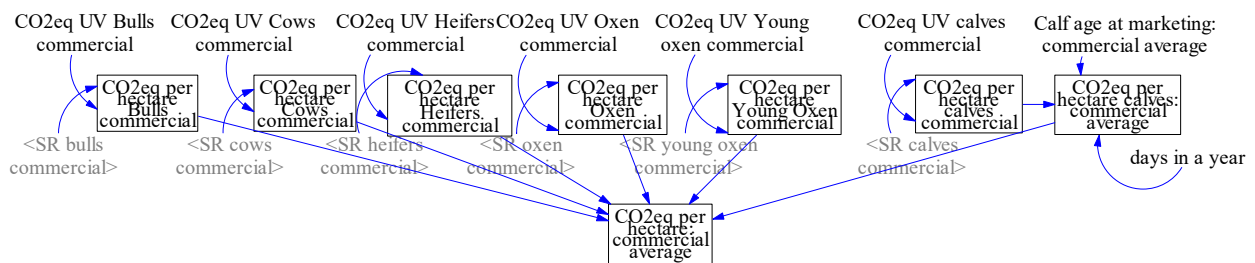 CO2eq UV Bulls
commercial
CO2eq UV Cows
commercial
CO2eq UV Heifers
commercial
CO2eq UV Oxen
commercial
CO2eq UV Young
oxen commercial
CO2eq UV calves
commercial
Calf age at marketing:
commercial average
CO2eq per
hectare
Bulls
commercial
CO2eq per
hectare
Cows
commercial
CO2eq per
hectare
Heifers
commercial
CO2eq per
hectare
Oxen
commercial
CO2eq per
hectare
Young Oxen
commercial
CO2eq per
hectare
calves
commercial
CO2eq per
hectare calves:
commercial
average
<SR bulls
commercial>
<SR cows
commercial>
<SR heifers
commercial>
<SR oxen
commercial>
<SR young oxen
commercial>
<SR calves
commercial>
days in a year
CO2eq per
hectare:
commercial
average